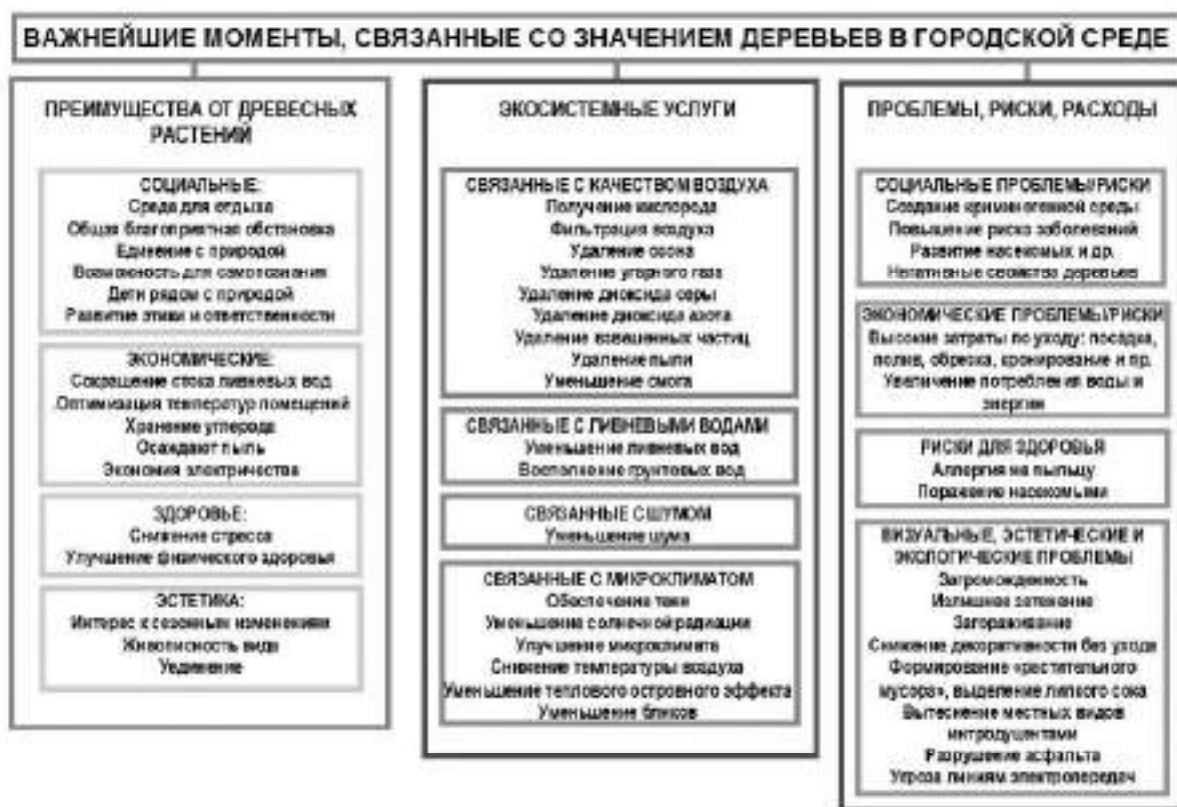 ВАЖНЕЙШИЕ МОМЕНТЫ, СВЯЗАННЫЕ СО ЗНАЧЕНИЕМ ДЕРЕВЬЕВ В ГОРОДСКОЙ СРЕДЕ
ПРЕИМУЩЕСТВА ОТ ДРЕВЕСНЫХ
РАСТЕНИЙ
СОЦИАЛЬНЫЕ:
Среда для отдыха
Общая благоприятная обстановка
Единение с природой
Возможность для самопознания
Дети рядом с природой
Развитие этики и ответственности
ЭКОНОМИЧЕСКИЕ:
Сокращение стока ливневых вод
Оптимизация температур помещений
Хранение углерода
Осаждают пыль
Экономия электричества
ЗДОРОВЬЕ:
Снижение стресса
Улучшение физического здоровья
ЭСТЕТИКА:
Интерес к сезонным изменениям
Живописность вида
Уединение
ЭКОСИСТЕМНЫЕ УСЛУГИ
СВЯЗАННЫЕ С КАЧЕСТВОМ ВОЗДУХА
Получение кислорода
Фильтрация воздуха
Удаление озона
Удаление угарного газа
Удаление диоксида серы
Удаление диоксида азота
Удаление взвешенных частиц
Удаление пыли
Уменьшение смога
СВЯЗАННЫЕ С ЛИВНЕВЫМИ ВОДАМИ
Уменьшение ливневых вод
Восполнение грунтовых вод
СВЯЗАННЫЕ С ШУМОМ
Уменьшение шума
СВЯЗАННЫЕ С МИКРОКЛИМАТОМ
Обеспечение тени
Уменьшение солнечной радиации
Улучшение микроклимата
Снижение температуры воздуха
Уменьшение теплового островного эффекта
Уменьшение бликов
ПРОБЛЕМЫ, РИСКИ, РАСХОДЫ
СОЦИАЛЬНЫЕ ПРОБЛЕМЫ/РИСКИ
Создание криминогенной среды
Повышение риска заболеваний
Развитие насекомых и др.
Негативные свойства деревьев
ЭКОНОМИЧЕСКИЕ ПРОБЛЕМЫ/РИСКИ
Высокие затраты по уходу: посадка,
полив, обрезка, кронирование и пр.
Увеличение потребления воды и
энергии
РИСКИ ДЛЯ ЗДОРОВЬЯ
Аллергия на пыльцу
Поражение насекомыми
ВИЗУАЛЬНЫЕ, ЭСТЕТИЧЕСКИЕ И
ЭКОЛОГИЧЕСКИЕ ПРОБЛЕМЫ
Загроможденность
Излишнее затенение
Загораживание
Снижение декоративности без ухода
Формирование «растительного
мусора», выделение липкого сока
Вытеснение местных видов
интродуцентами
Разрушение асфальта
Угроза линиям электропередач